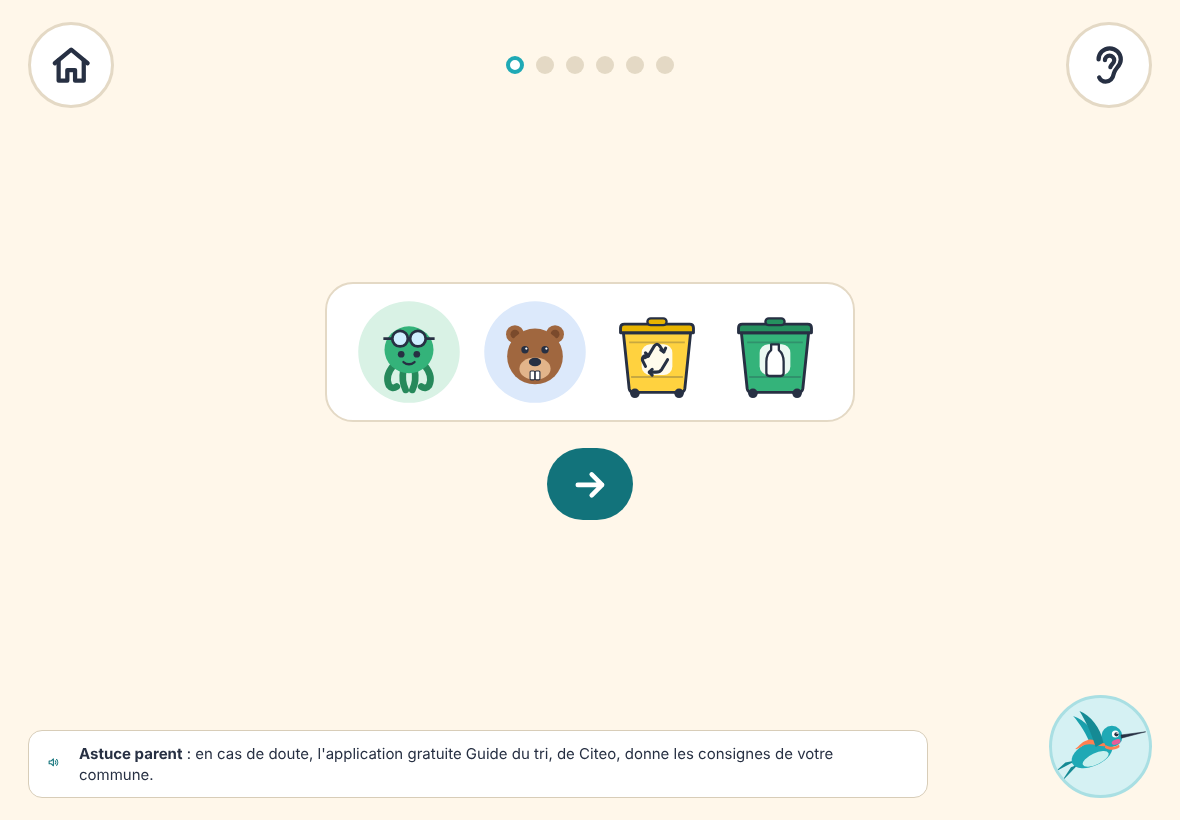 Astuce parent : en cas de doute, l'application gratuite Guide du tri, de Citeo, donne les consignes de votre
commune.